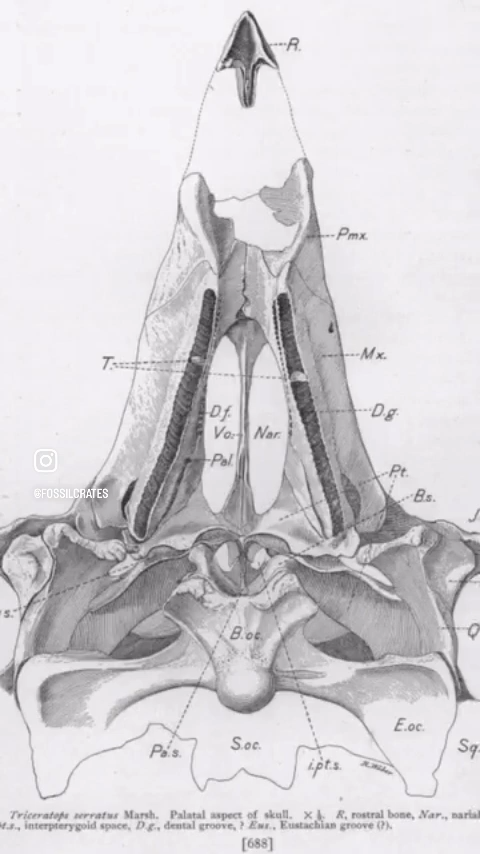 R.
Pmx.
T.
Mx.
D.f.
D.g.
Vo.
Nar.
Pal.
@FOSSILCRATES
Pt.
B.s.
J
s.
B.oc.
Q
E.oc.
Pa.s.
S.oc.
i.pt.s.
Sq.
Triceratops serratus Marsh. Palatal aspect of skull. × ⅛. R, rostral bone, Nar., narial
pt.s., interpterygoid space, D.g., dental groove, ? Eus., Eustachian groove (?).
[688]